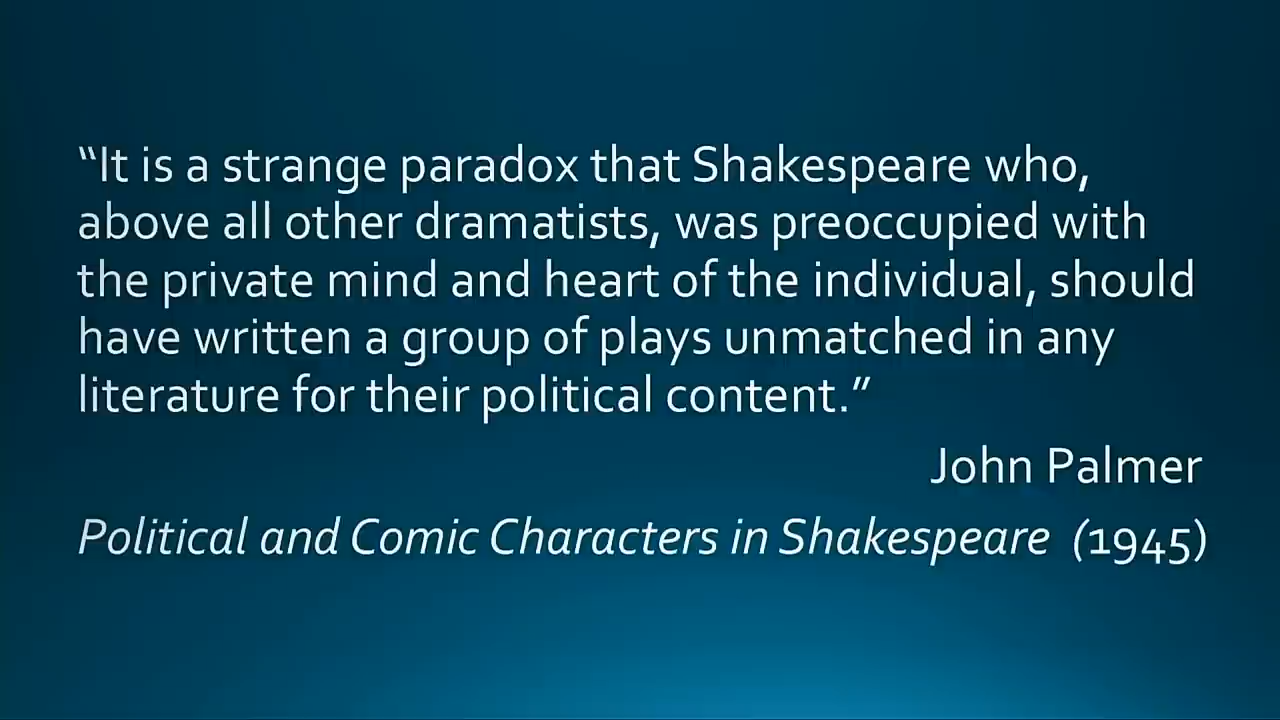 “It is a strange paradox that Shakespeare who,
above all other dramatists, was preoccupied with
the private mind and heart of the individual, should
have written a group of plays unmatched in any
literature for their political content.”
John Palmer
Political and Comic Characters in Shakespeare (1945)